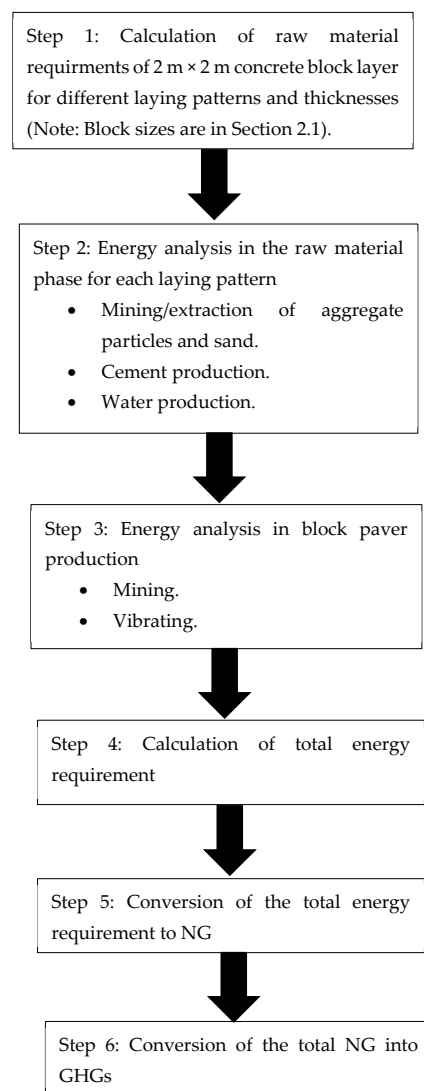 Step 1: Calculation of raw material
requirments of 2 m × 2 m concrete block layer
for different laying patterns and thicknesses
(Note: Block sizes are in Section 2.1).
Step 2: Energy analysis in the raw material
phase for each laying pattern
• Mining/extraction of aggregate
particles and sand.
• Cement production.
• Water production.
Step 3: Energy analysis in block paver
production
• Mining.
• Vibrating.
Step 4: Calculation of total energy
requirement
Step 5: Conversion of the total energy
requirement to NG
Step 6: Conversion of the total NG into
GHGs